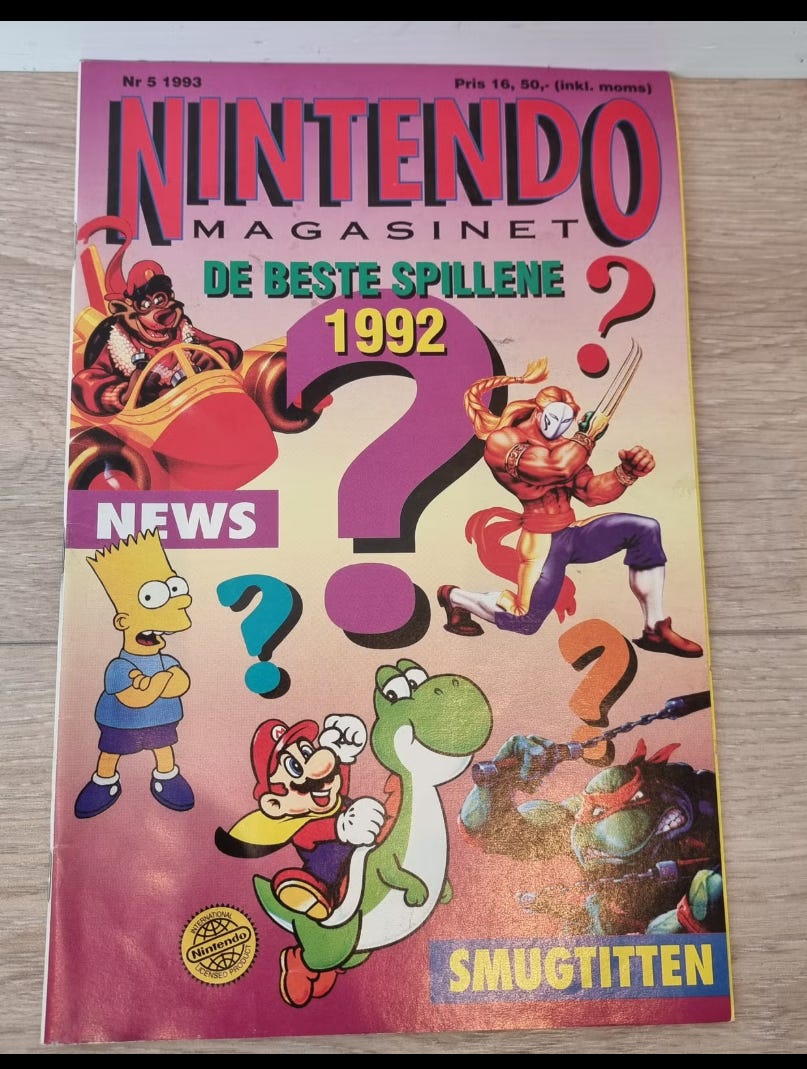 Nr 5 1993
Pris 16, 50,- (inkl. moms)
NINTENDO
MAGASINET
DE BESTE SPILLENE
1992
?
?
NEWS
?
?
M
INTERNATIONAL
Nintendo
LICENSED PRODUCT
SMUGTITTEN